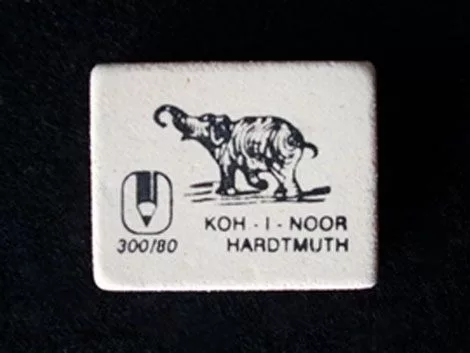 KOH - I - NOOR
HARDTMUTH
300/80